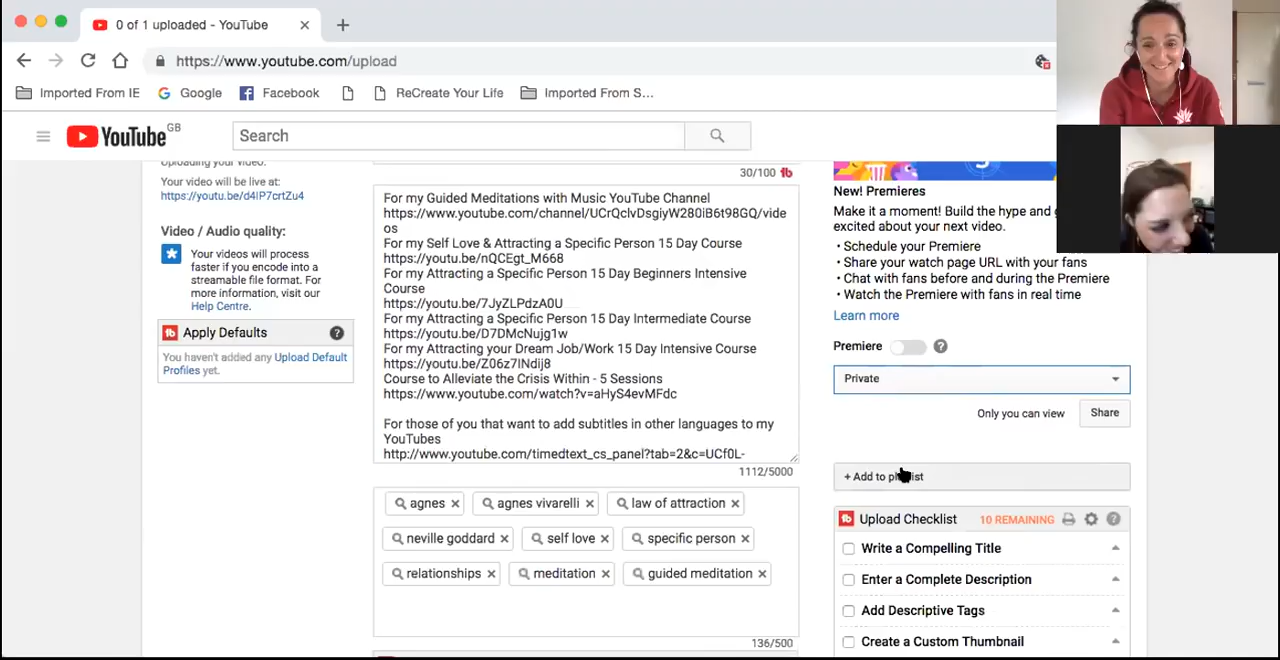 0 of 1 uploaded - YouTube
https://www.youtube.com/upload
Imported From IE
Google
Facebook
ReCreate Your Life
Imported From S...
YouTube GB
Search
Uploading your video.
Your video will be live at:
https://youtu.be/d4IP7crtZu4
Video / Audio quality:
Your videos will process
faster if you encode into a
streamable file format. For
more information, visit our
Help Centre.
Apply Defaults
You haven't added any Upload Default
Profiles yet.
30/100
For my Guided Meditations with Music YouTube Channel
https://www.youtube.com/channel/UCrQclvDsgiyW280iB6t98GQ/vide
os
For my Self Love & Attracting a Specific Person 15 Day Course
https://youtu.be/nQCEgt_M668
For my Attracting a Specific Person 15 Day Beginners Intensive
Course
https://youtu.be/7JyZLPdzA0U
For my Attracting a Specific Person 15 Day Intermediate Course
https://youtu.be/D7DMcNujg1w
For my Attracting your Dream Job/Work 15 Day Intensive Course
https://youtu.be/Z06z7INdij8
Course to Alleviate the Crisis Within - 5 Sessions
https://www.youtube.com/watch?v=aHyS4evMFdc
For those of you that want to add subtitles in other languages to my
YouTubes
http://www.youtube.com/timedtext_cs_panel?tab=2&c=UCf0L-
1112/5000
agnes
agnes vivarelli
law of attraction
neville goddard
self love
specific person
relationships
meditation
guided meditation
136/500
New! Premieres
Make it a moment! Build the hype and g
excited about your next video.
• Schedule your Premiere
• Share your watch page URL with your fans
• Chat with fans before and during the Premiere
• Watch the Premiere with fans in real time
Learn more
Premiere
Private
Only you can view
Share
+ Add to playlist
Upload Checklist
10 REMAINING
Write a Compelling Title
Enter a Complete Description
Add Descriptive Tags
Create a Custom Thumbnail